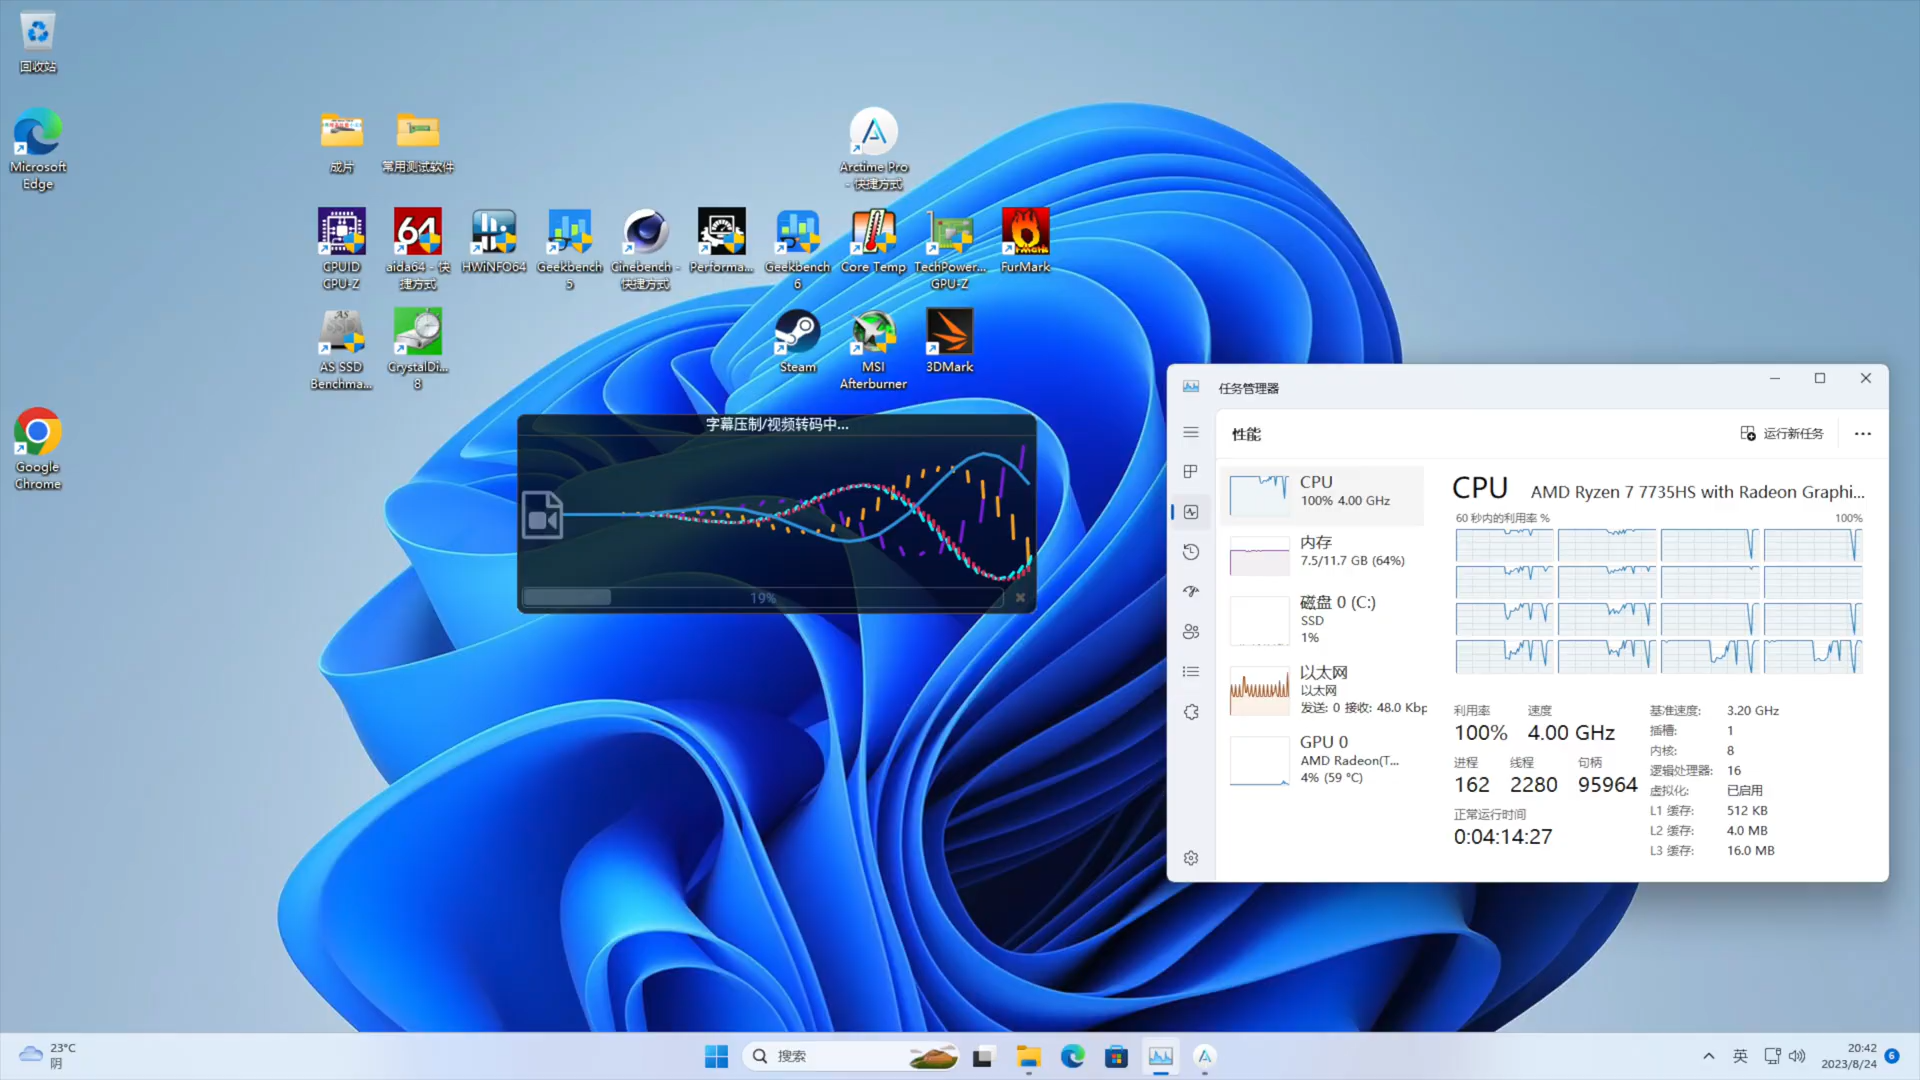 回收站
Microsoft
Edge
成片
常用测试软件
Arctime Pro
- 快捷方式
CPUID
CPU-Z
aida64 - 快
捷方式
HWiNFO64
Geekbench
5
Cinebench -
快捷方式
Performa...
Geekbench
6
Core Temp
TechPower...
GPU-Z
FurMark
AS SSD
Benchma...
CrystalDi...
8
Steam
MSI
Afterburner
3DMark
Google
Chrome
字幕压制/视频转码中...
19%
任务管理器
性能
运行新任务
CPU
100% 4.00 GHz
内存
7.5/11.7 GB (64%)
磁盘 0 (C:)
SSD
1%
以太网
以太网
发送: 0 接收: 48.0 Kbp
GPU 0
AMD Radeon(T...
4% (59 °C)
CPU
AMD Ryzen 7 7735HS with Radeon Graphi...
60 秒内的利用率 %
100%
利用率
速度
100%
4.00 GHz
进程
线程
句柄
162
2280
95964
正常运行时间
0:04:14:27
基准速度: 3.20 GHz
插槽: 1
内核: 8
逻辑处理器: 16
虚拟化: 已启用
L1 缓存: 512 KB
L2 缓存: 4.0 MB
L3 缓存: 16.0 MB
23°C
阴
搜索
英
20:42
2023/8/24
6